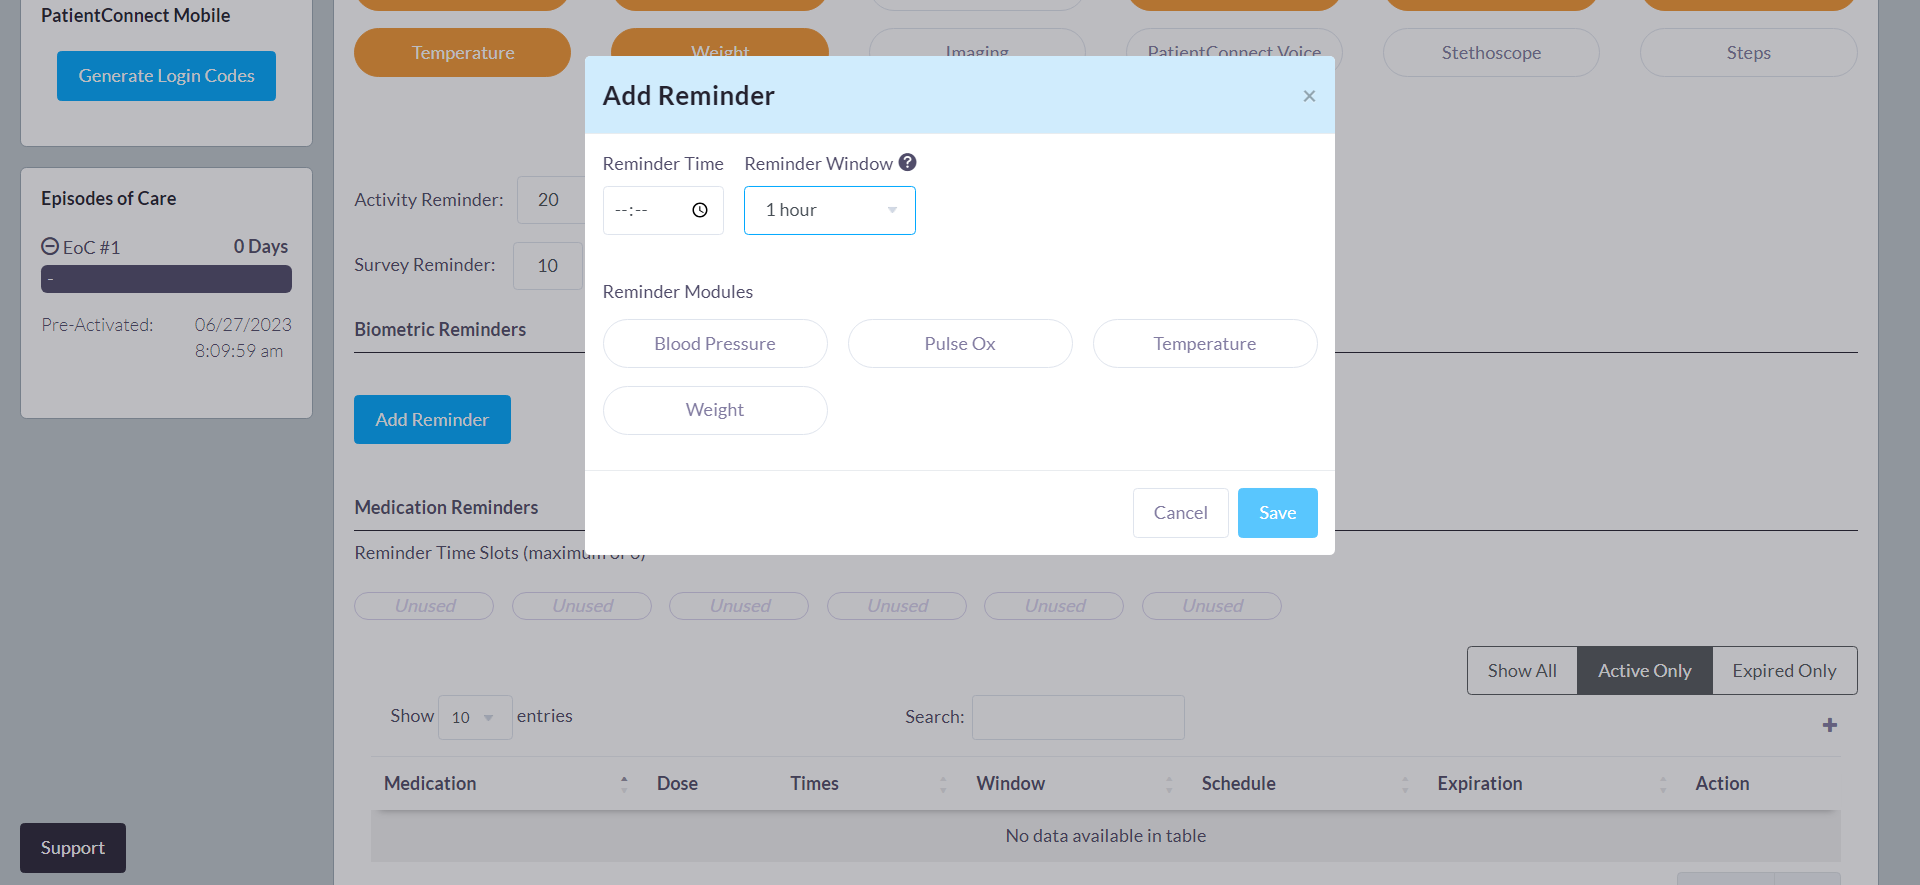 PatientConnect Mobile
Generate Login Codes
Temperature
Weight
Imaging
PatientConnect Voice
Stethoscope
Steps
Add Reminder
×
Reminder Time
Reminder Window ?
--:--
1 hour
Activity Reminder: 20
Survey Reminder: 10
Episodes of Care
EoC #1
0 Days
-
Pre-Activated:
06/27/2023
8:09:59 am
Reminder Modules
Biometric Reminders
Blood Pressure
Pulse Ox
Temperature
Weight
Add Reminder
Cancel
Save
Medication Reminders
Reminder Time Slots (maximum of 6)
Unused
Unused
Unused
Unused
Unused
Unused
Show All
Active Only
Expired Only
Show 10 entries
Search:
+
Medication
Dose
Times
Window
Schedule
Expiration
Action
No data available in table
Support